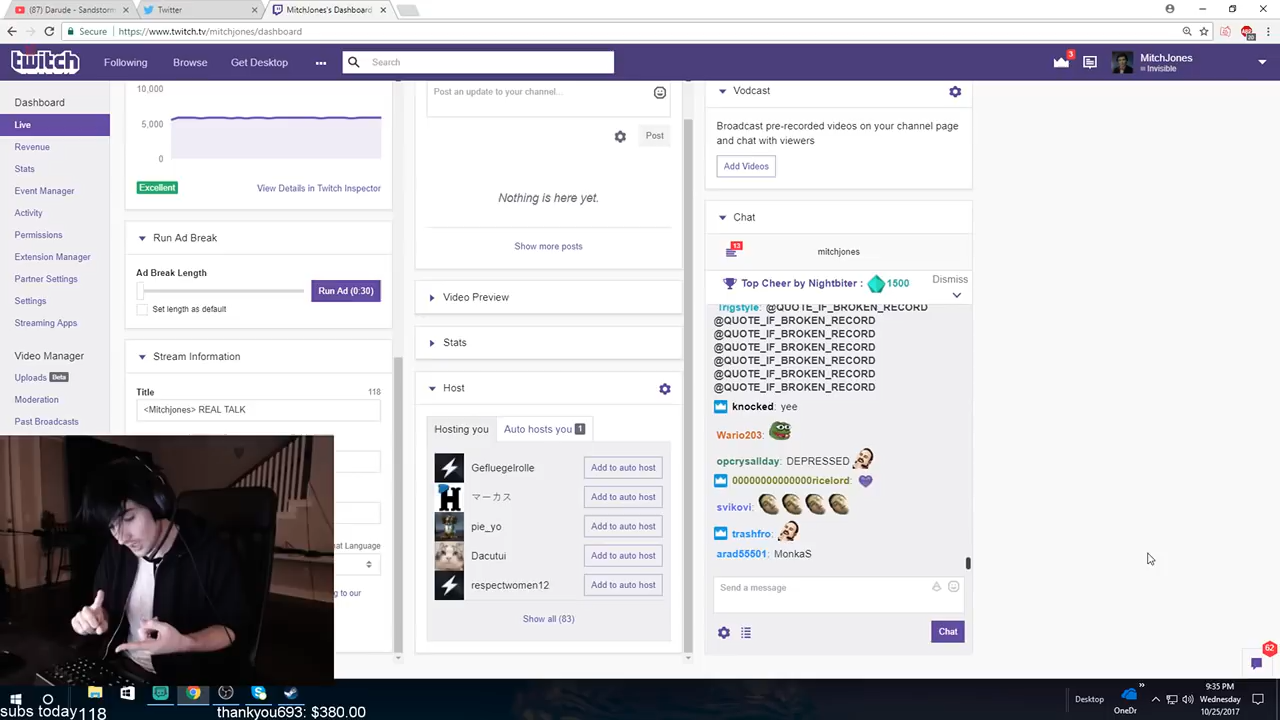 (87) Darude - Sandstorm
Twitter
MitchJones's Dashboard
Secure
https://www.twitch.tv/mitchjones/dashboard
twitch
Following
Browse
Get Desktop
Search
3
MitchJones
Invisible
Dashboard
Live
Revenue
Stats
Event Manager
Activity
Permissions
Extension Manager
Partner Settings
Settings
Streaming Apps
Video Manager
Uploads Beta
Moderation
Past Broadcasts
10,000
5,000
0
Excellent
View Details in Twitch Inspector
Run Ad Break
Ad Break Length
Run Ad (0:30)
Set length as default
Stream Information
Title
118
<Mitchjones> REAL TALK
at Language
g to our
Post an update to your channel...
Post
Nothing is here yet.
Show more posts
Video Preview
Stats
Host
Hosting you
Auto hosts you 1
Gefluegelrolle
Add to auto host
マーカス
Add to auto host
pie_yo
Add to auto host
Dacutui
Add to auto host
respectwomen12
Add to auto host
Show all (83)
Vodcast
Broadcast pre-recorded videos on your channel page
and chat with viewers
Add Videos
Chat
13
mitchjones
Top Cheer by Nightbiter : 1500
Dismiss
Trigstyle: @QUOTE_IF_BROKEN_RECORD
@QUOTE_IF_BROKEN_RECORD
@QUOTE_IF_BROKEN_RECORD
@QUOTE_IF_BROKEN_RECORD
@QUOTE_IF_BROKEN_RECORD
@QUOTE_IF_BROKEN_RECORD
@QUOTE_IF_BROKEN_RECORD
knocked: yee
Wario203:
opcrysallday: DEPRESSED
00000000000000ricelord:
svikovi:
trashfro:
arad55501: MonkaS
Send a message
Chat
62
subs today 118
thankyou693: $380.00
Desktop
OneDr
9:35 PM
Wednesday
10/25/2017